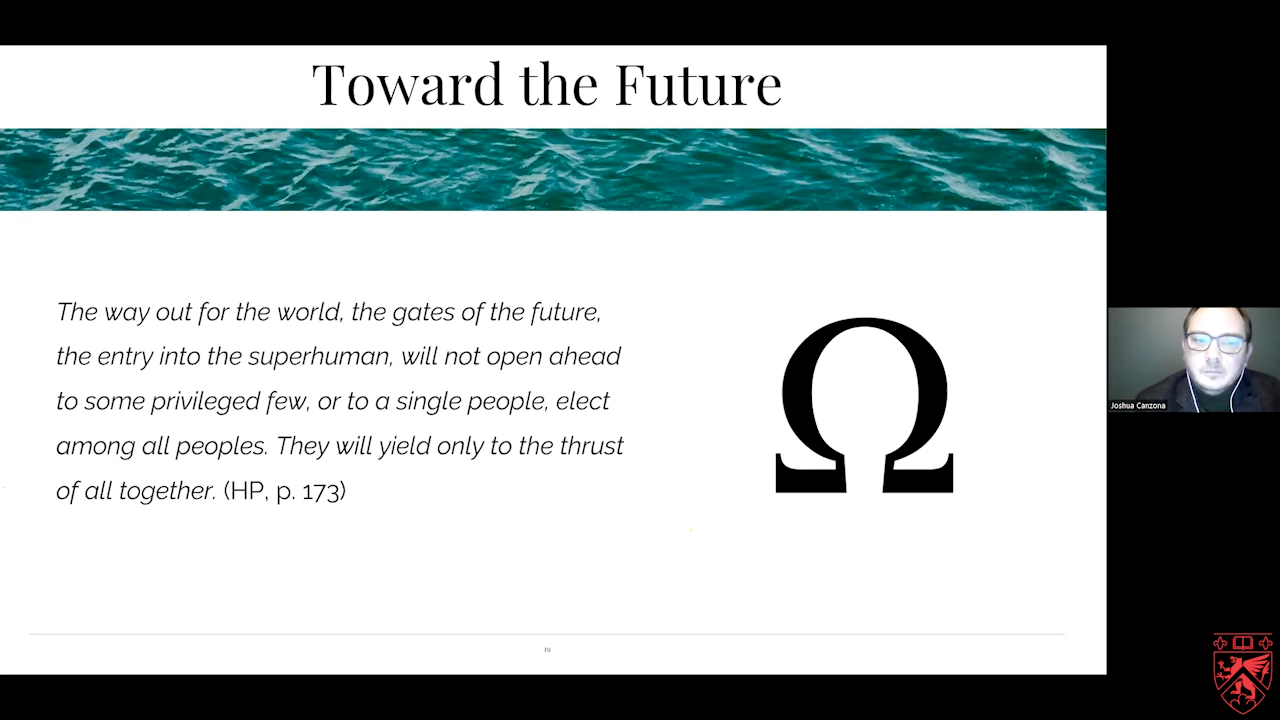 Toward the Future
The way out for the world, the gates of the future,
the entry into the superhuman, will not open ahead
to some privileged few, or to a single people, elect
among all peoples. They will yield only to the thrust
of all together. (HP, p. 173)
Ω
19
Joshua Canzona